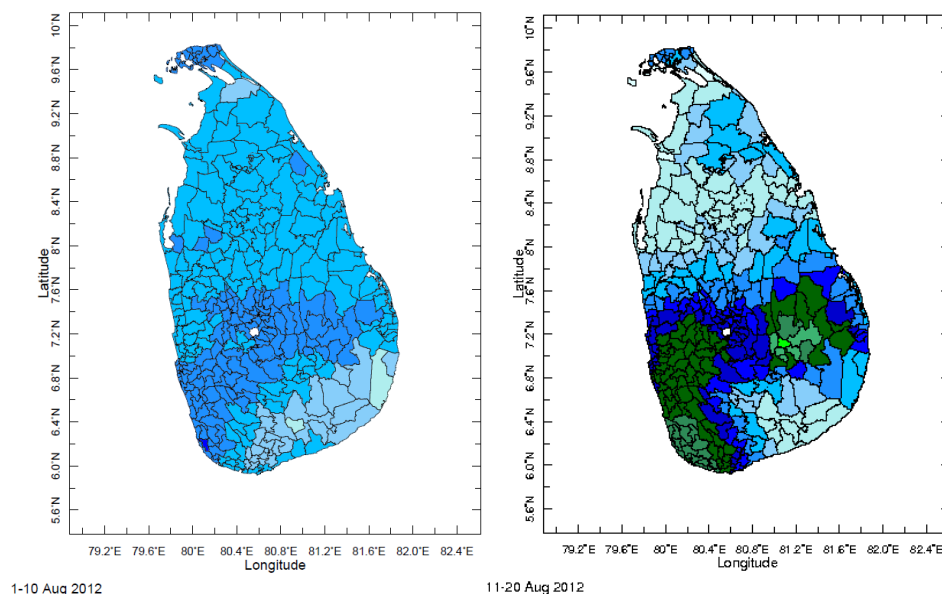 10°N
9.6°N
9.2°N
8.8°N
8.4°N
8°N
7.6°N
7.2°N
6.8°N
6.4°N
6.0°N
5.6°N
Latitude
79.2°E 79.6°E 80°E 80.4°E 80.8°E 81.2°E 81.6°E 82.0°E 82.4°E
Longitude
1-10 Aug 2012
10°N
9.6°N
9.2°N
8.8°N
8.4°N
8°N
7.6°N
7.2°N
6.8°N
6.4°N
6.0°N
5.6°N
Latitude
79.2°E 79.6°E 80°E 80.4°E 80.8°E 81.2°E 81.6°E 82.0°E 82.4°E
Longitude
11-20 Aug 2012